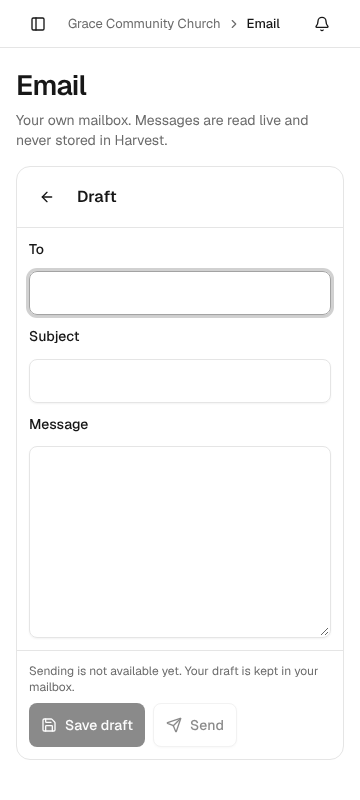 Grace Community Church > Email
Email
Your own mailbox. Messages are read live and
never stored in Harvest.
Draft
To
Subject
Message
Sending is not available yet. Your draft is kept in your
mailbox.
Save draft Send